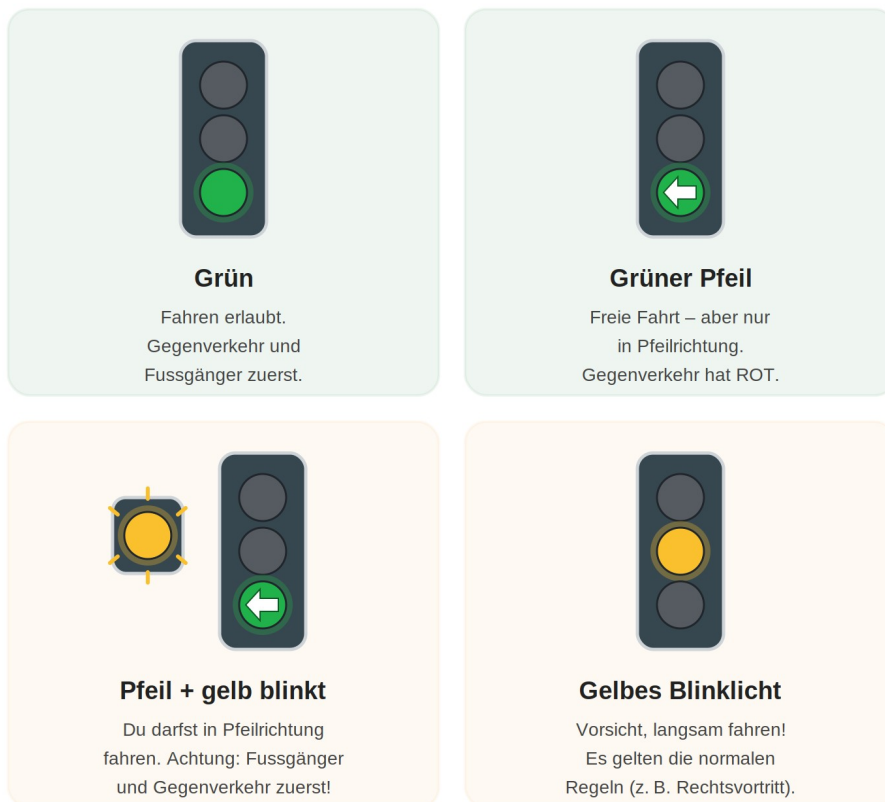 Grün
Fahren erlaubt.
Gegenverkehr und
Fussgänger zuerst.
Grüner Pfeil
Freie Fahrt – aber nur
in Pfeilrichtung.
Gegenverkehr hat ROT.
Pfeil + gelb blinkt
Du darfst in Pfeilrichtung
fahren. Achtung: Fussgänger
und Gegenverkehr zuerst!
Gelbes Blinklicht
Vorsicht, langsam fahren!
Es gelten die normalen
Regeln (z. B. Rechtsvortritt).